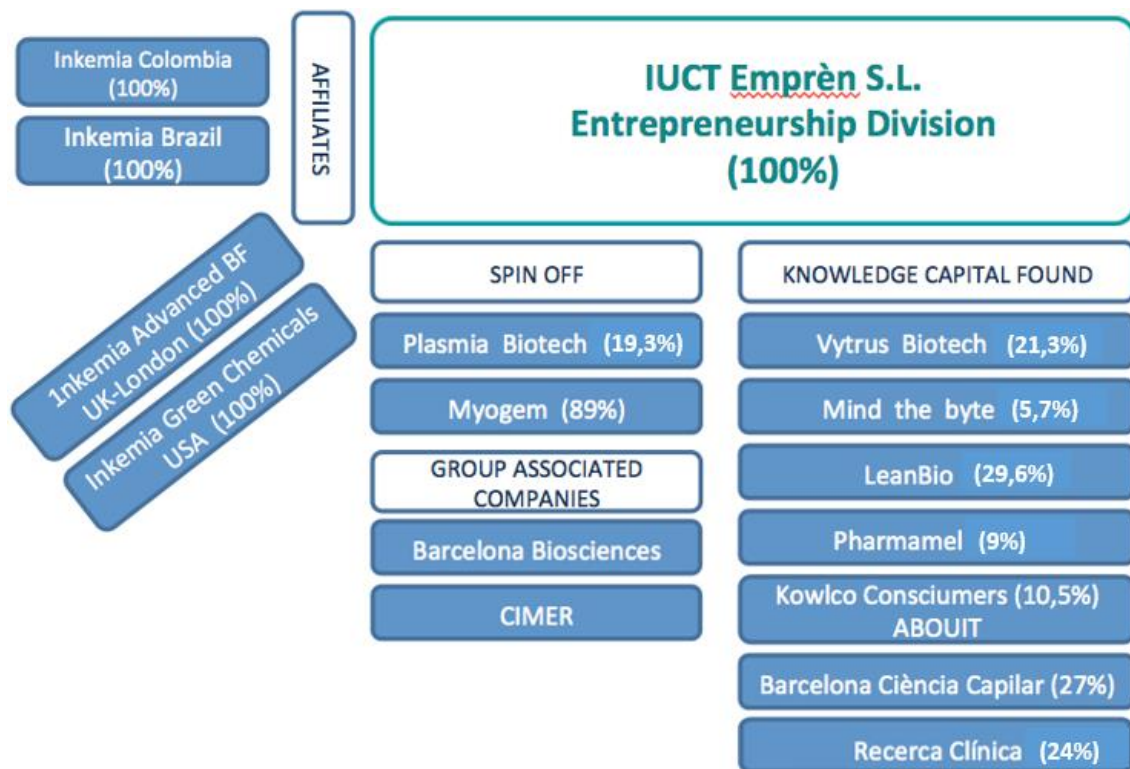 Inkemia Colombia
(100%)
Inkemia Brazil
(100%)
AFFILIATES
1nkemia Advanced BF
UK-London (100%)
Inkemia Green Chemicals
USA (100%)
IUCT Emprèn S.L.
Entrepreneurship Division
(100%)
SPIN OFF
Plasmia Biotech (19,3%)
Myogem (89%)
GROUP ASSOCIATED
COMPANIES
Barcelona Biosciences
CIMER
KNOWLEDGE CAPITAL FOUND
Vytrus Biotech (21,3%)
Mind the byte (5,7%)
LeanBio (29,6%)
Pharmamel (9%)
Kowlco Consciumers (10,5%)
ABOUIT
Barcelona Ciència Capilar (27%)
Recerca Clínica (24%)